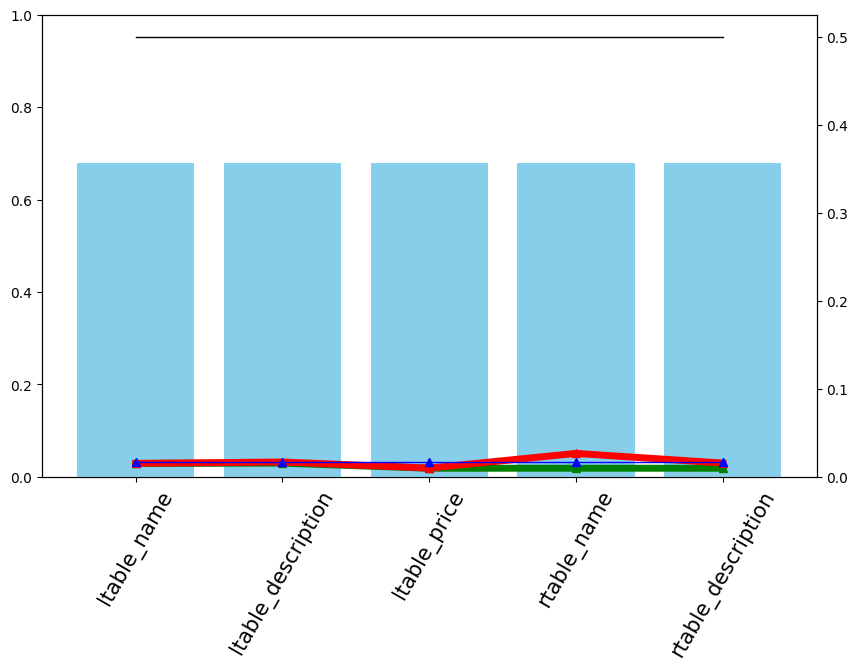 1.0
0.8
0.6
0.4
0.2
0.0
0.5
0.4
0.3
0.2
0.1
0.0
ltable_name
ltable_description
ltable_price
rtable_name
rtable_description